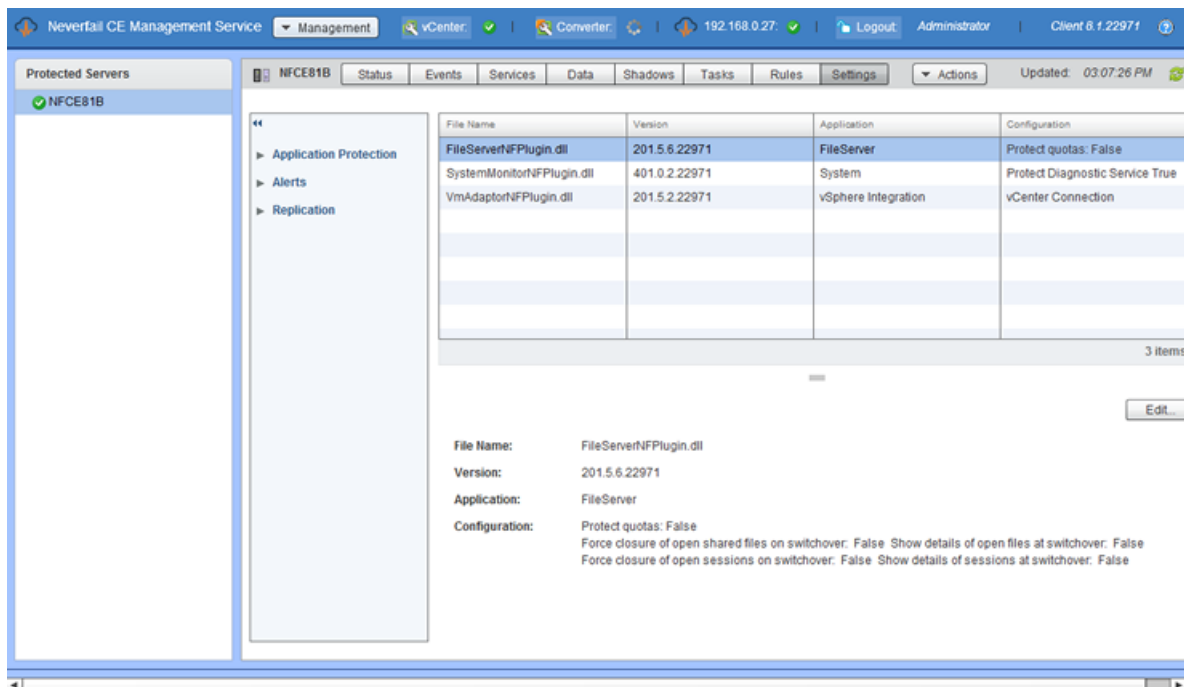 Neverfail CE Management Service Management vCenter: | Converter: | 192.168.0.27: | Logout Administrator | Client 6.1.22971
Protected Servers
NFCE81B
NFCE81B Status Events Services Data Shadows Tasks Rules Settings Actions Updated: 03:07:26 PM
Application Protection
Alerts
Replication
File Name Version Application Configuration
FileServerNFPlugin.dll 201.5.6.22971 FileServer Protect quotas: False
SystemMonitorNFPlugin.dll 401.0.2.22971 System Protect Diagnostic Service True
VmAdaptorNFPlugin.dll 201.5.2.22971 vSphere Integration vCenter Connection
3 items
Edit...
File Name: FileServerNFPlugin.dll
Version: 201.5.6.22971
Application: FileServer
Configuration: Protect quotas: False
Force closure of open shared files on switchover: False Show details of open files at switchover: False
Force closure of open sessions on switchover: False Show details of sessions at switchover: False